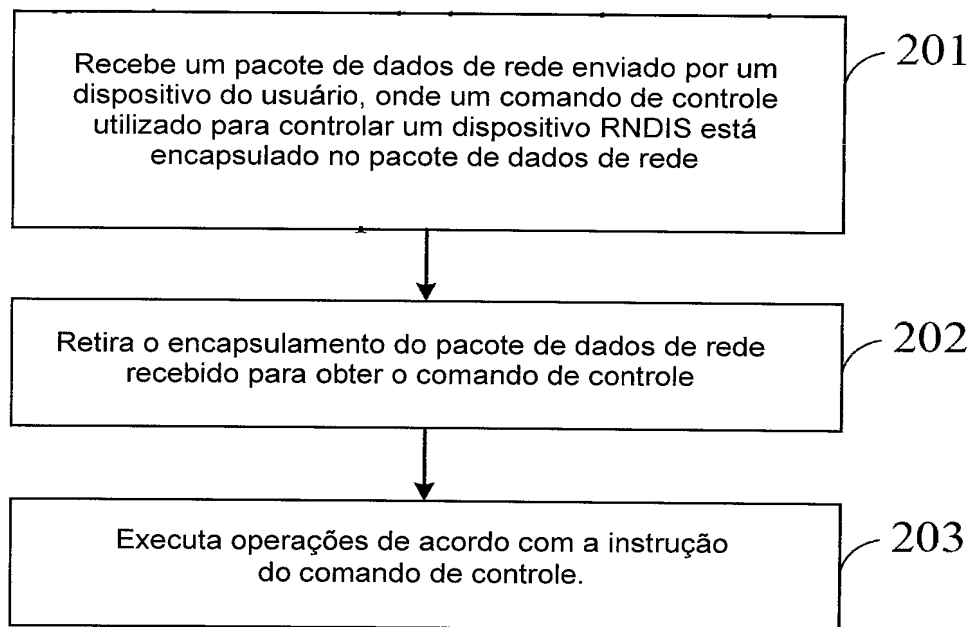 Recebe um pacote de dados de rede enviado por um
dispositivo do usuário, onde um comando de controle
utilizado para controlar um dispositivo RNDIS está
encapsulado no pacote de dados de rede
201
Retira o encapsulamento do pacote de dados de rede
recebido para obter o comando de controle
202
Executa operações de acordo com a instrução
do comando de controle.
203